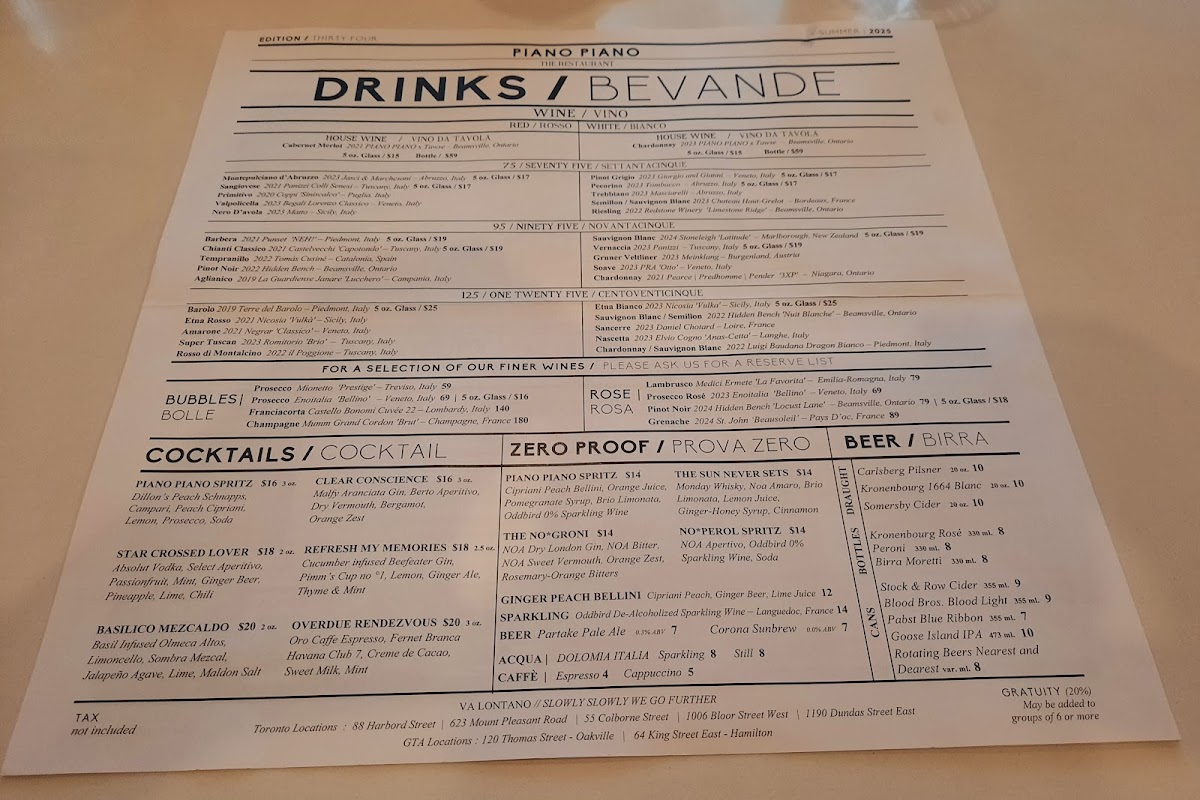 EDITION / THIRTY FOUR
SUMMER / 2025
PIANO PIANO
THE RESTAURANT
DRINKS / BEVANDE
WINE / VINO
RED / ROSSO
HOUSE WINE / VINO DA TAVOLA
Cabernet Merlot 2021 PIANO PIANO x Tawse – Beamsville, Ontario
5 oz. Glass / $15 Bottle / $59
WHITE / BIANCO
HOUSE WINE / VINO DA TAVOLA
Chardonnay 2023 PIANO PIANO x Tawse – Beamsville, Ontario
5 oz. Glass / $15 Bottle / $59
75 / SEVENTY FIVE / SETTANTACINQUE
Montepulciano d'Abruzzo 2023 Jasci & Marchesani – Abruzzo, Italy 5 oz. Glass / $17
Sangiovese 2021 Panizzi Colli Senesi – Tuscany, Italy 5 oz. Glass / $17
Primitivo 2020 Coppi 'Siniscalco' – Puglia, Italy
Valpolicella 2023 Begali Lorenzo Classico – Veneto, Italy
Nero D'avola 2023 Mano – Sicily, Italy
Pinot Grigio 2023 Giorgio and Gianni – Veneto, Italy 5 oz. Glass / $17
Pecorino 2023 Tombacco – Abruzzo, Italy 5 oz. Glass / $17
Trebbiano 2023 Masciarelli – Abruzzo, Italy
Semillon / Sauvignon Blanc 2023 Chateau Haut-Grelot – Bordeaux, France
Riesling 2022 Redstone Winery 'Limestone Ridge' – Beamsville, Ontario
95 / NINETY FIVE / NOVANTACINQUE
Barbera 2021 Punset 'NEH!' – Piedmont, Italy 5 oz. Glass / $19
Chianti Classico 2021 Castelvecchi 'Capotondo' – Tuscany, Italy 5 oz. Glass / $19
Tempranillo 2022 Tomàs Cusiné – Catalonia, Spain
Pinot Noir 2022 Hidden Bench – Beamsville, Ontario
Aglianico 2019 La Guardiense Janare 'Lucchero' – Campania, Italy
Sauvignon Blanc 2024 Stoneleigh 'Latitude' – Marlborough, New Zealand 5 oz. Glass / $19
Vernaccia 2023 Panizzi – Tuscany, Italy 5 oz. Glass / $19
Gruner Veltliner 2023 Meinklang – Burgenland, Austria
Soave 2023 PRA 'Otto' – Veneto, Italy
Chardonnay 2021 Pearce | Predhomme | Pender '3XP' – Niagara, Ontario
125 / ONE TWENTY FIVE / CENTOVENTICINQUE
Barolo 2019 Terre del Barolo – Piedmont, Italy 5 oz. Glass / $25
Etna Rosso 2021 Nicosia 'Vulkà' – Sicily, Italy
Amarone 2021 Negrar 'Classico' – Veneto, Italy
Super Tuscan 2023 Romitorio 'Brio' – Tuscany, Italy
Rosso di Montalcino 2022 il Poggione – Tuscany, Italy
Etna Bianco 2023 Nicosia 'Vulkà' – Sicily, Italy 5 oz. Glass / $25
Sauvignon Blanc / Semilion 2022 Hidden Bench 'Nuit Blanche' – Beamsville, Ontario
Sancerre 2023 Daniel Chotard – Loire, France
Nascetta 2023 Elvio Cogno 'Anas-Cetta' – Langhe, Italy
Chardonnay / Sauvignon Blanc 2022 Luigi Baudana Dragon Bianco – Piedmont, Italy
FOR A SELECTION OF OUR FINER WINES / PLEASE ASK US FOR A RESERVE LIST
BUBBLES|
BOLLE
Prosecco Mionetto 'Prestige' – Treviso, Italy 59
Prosecco Enoitalia 'Bellino' – Veneto, Italy 69 | 5 oz. Glass / $16
Franciacorta Castello Bonomi Cuvée 22 – Lombardy, Italy 140
Champagne Mumm Grand Cordon 'Brut' – Champagne, France 180
ROSE |
ROSA
Lambrusco Medici Ermete 'La Favorita' – Emilia-Romagna, Italy 79
Prosecco Rosé 2023 Enoitalia 'Bellino' – Veneto, Italy 69
Pinot Noir 2024 Hidden Bench 'Locust Lane' – Beamsville, Ontario 79 | 5 oz. Glass / $18
Grenache 2024 St. John 'Beausoleil' – Pays D'oc, France 89
COCKTAILS / COCKTAIL
PIANO PIANO SPRITZ $16 3 oz.
Dillon's Peach Schnapps,
Campari, Peach Cipriani,
Lemon, Prosecco, Soda
CLEAR CONSCIENCE $16 3 oz.
Malfy Aranciata Gin, Berto Aperitivo,
Dry Vermouth, Bergamot,
Orange Zest
STAR CROSSED LOVER $18 2 oz.
Absolut Vodka, Select Aperitivo,
Passionfruit, Mint, Ginger Beer,
Pineapple, Lime, Chili
REFRESH MY MEMORIES $18 2.5 oz.
Cucumber infused Beefeater Gin,
Pimm's Cup no °1, Lemon, Ginger Ale,
Thyme & Mint
BASILICO MEZCALDO $20 2 oz.
Basil Infused Olmeca Altos,
Limoncello, Sombra Mezcal,
Jalapeño Agave, Lime, Maldon Salt
OVERDUE RENDEZVOUS $20 3 oz.
Oro Caffe Espresso, Fernet Branca
Havana Club 7, Creme de Cacao,
Sweet Milk, Mint
ZERO PROOF / PROVA ZERO
PIANO PIANO SPRITZ $14
Cipriani Peach Bellini, Orange Juice,
Pomegranate Syrup, Brio Limonata,
Oddbird 0% Sparkling Wine
THE SUN NEVER SETS $14
Monday Whisky, Noa Amaro, Brio
Limonata, Lemon Juice,
Ginger-Honey Syrup, Cinnamon
THE NO*GRONI $14
NOA Dry London Gin, NOA Bitter,
NOA Sweet Vermouth, Orange Zest,
Rosemary-Orange Bitters
NO*PEROL SPRITZ $14
NOA Apertivo, Oddbird 0%
Sparkling Wine, Soda
GINGER PEACH BELLINI Cipriani Peach, Ginger Beer, Lime Juice 12
SPARKLING Oddbird De-Alcoholized Sparkling Wine – Languedoc, France 14
BEER Partake Pale Ale 0.3% ABV 7 Corona Sunbrew 0.0% ABV 7
ACQUA | DOLOMIA ITALIA Sparkling 8 Still 8
CAFFÈ | Espresso 4 Cappuccino 5
BEER / BIRRA
DRAUGHT
Carlsberg Pilsner 20 oz. 10
Kronenbourg 1664 Blanc 20 oz. 10
Somersby Cider 20 oz. 10
BOTTLES
Kronenbourg Rosé 330 ml. 8
Peroni 330 ml. 8
Birra Moretti 330 ml. 8
CANS
Stock & Row Cider 355 ml. 9
Blood Bros. Blood Light 355 ml. 9
Pabst Blue Ribbon 355 ml. 7
Goose Island IPA 473 ml. 10
Rotating Beers Nearest and
Dearest var. ml. 8
TAX
not included
VA LONTANO // SLOWLY SLOWLY WE GO FURTHER
Toronto Locations : 88 Harbord Street | 623 Mount Pleasant Road | 55 Colborne Street | 1006 Bloor Street West | 1190 Dundas Street East
GTA Locations : 120 Thomas Street - Oakville | 64 King Street East - Hamilton
GRATUITY (20%)
May be added to
groups of 6 or more